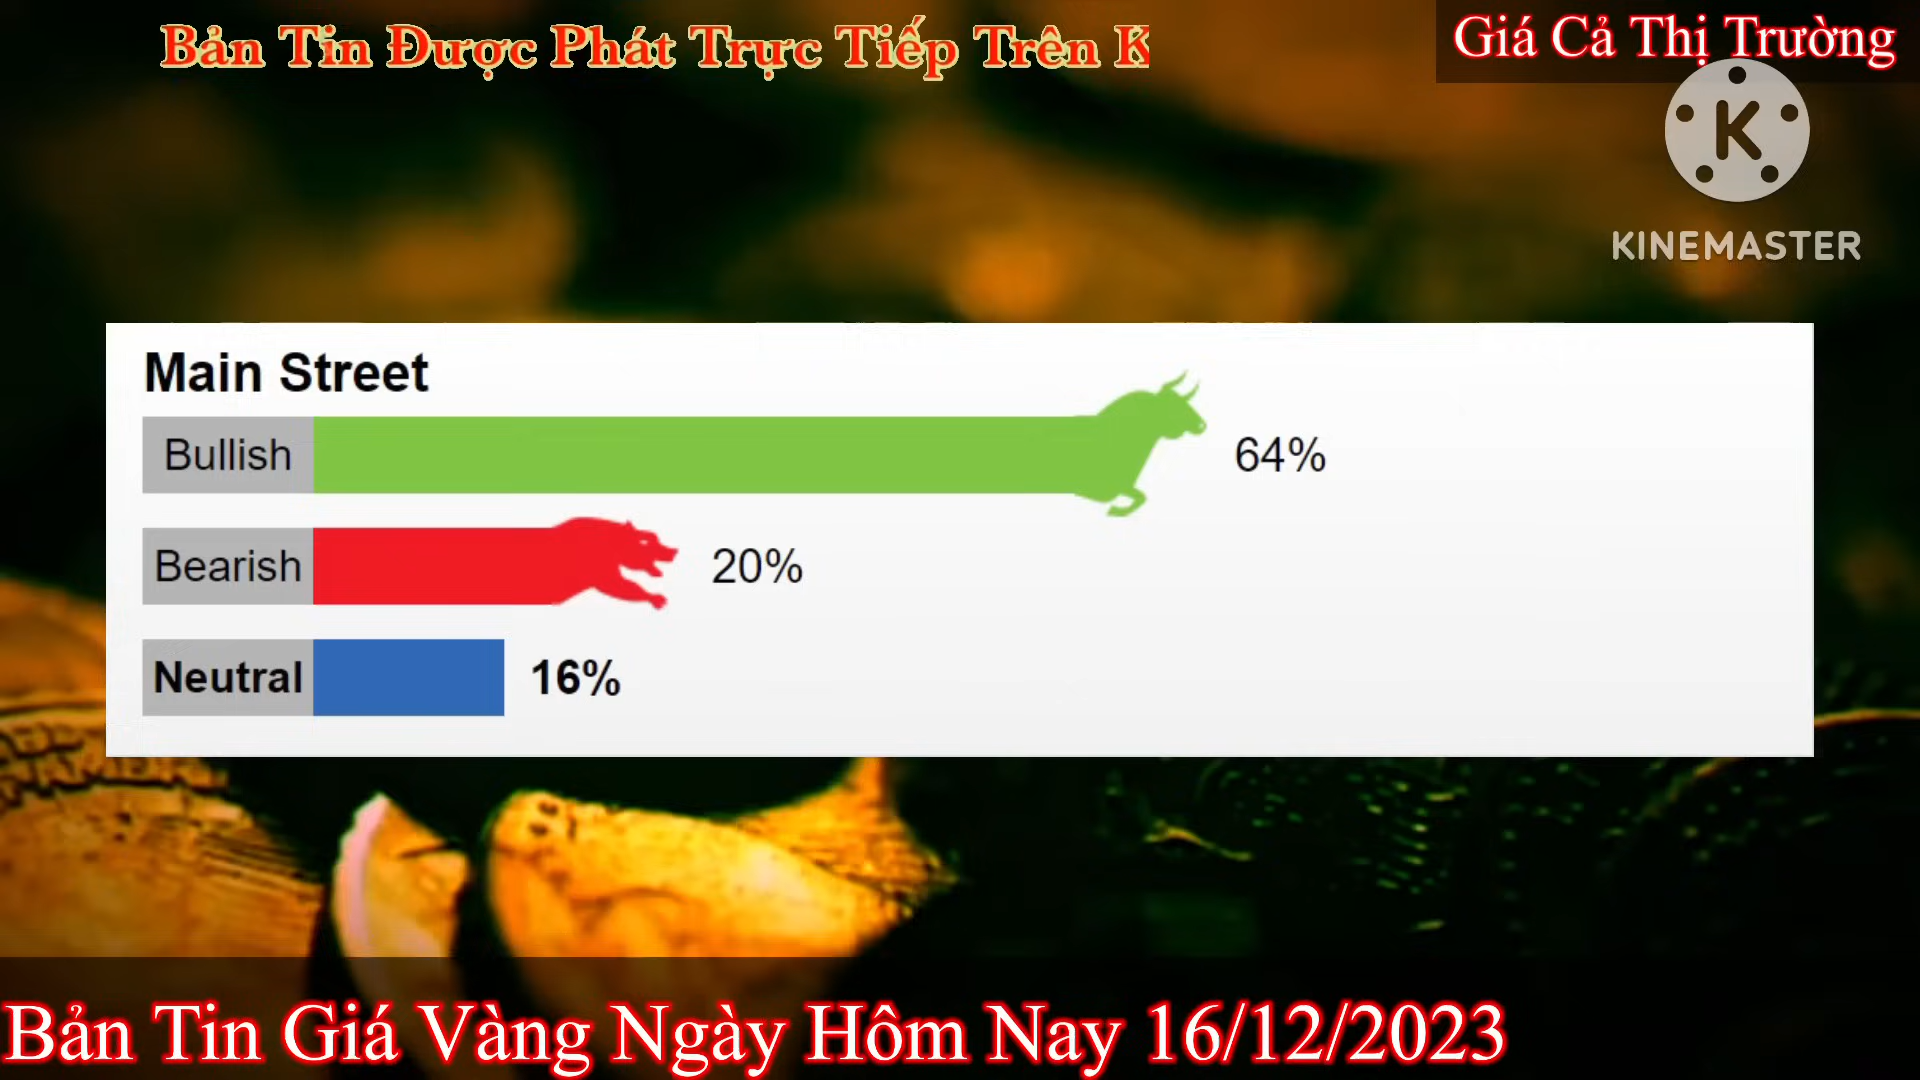 Bản Tin Được Phát Trực Tiếp Trên K
Giá Cả Thị Trường
K
KINEMASTER
Main Street
Bullish 64%
Bearish 20%
Neutral 16%
Bản Tin Giá Vàng Ngày Hôm Nay 16/12/2023